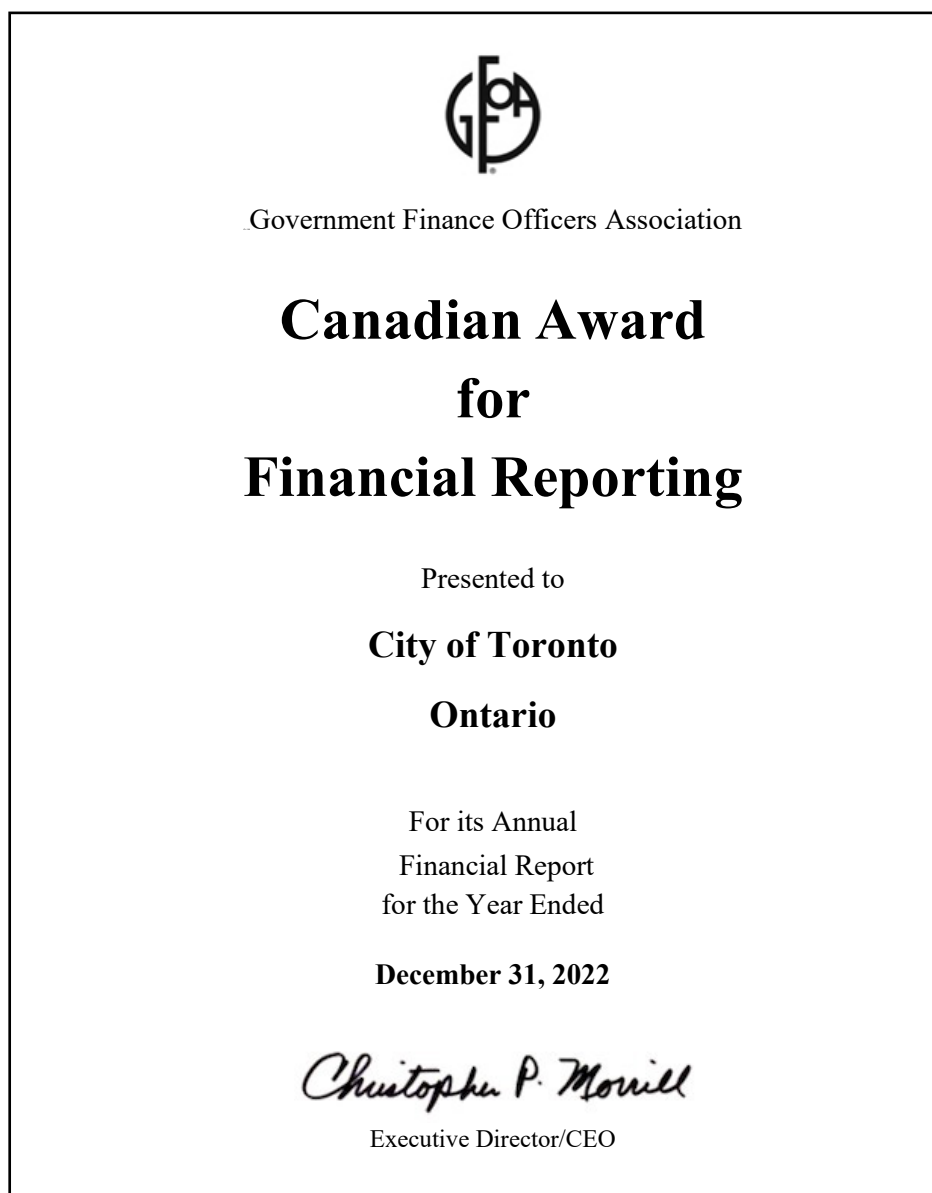 GFOA
®
Government Finance Officers Association
Canadian Award
for
Financial Reporting
Presented to
City of Toronto
Ontario
For its Annual
Financial Report
for the Year Ended
December 31, 2022
Christopher P. Morrill
Executive Director/CEO